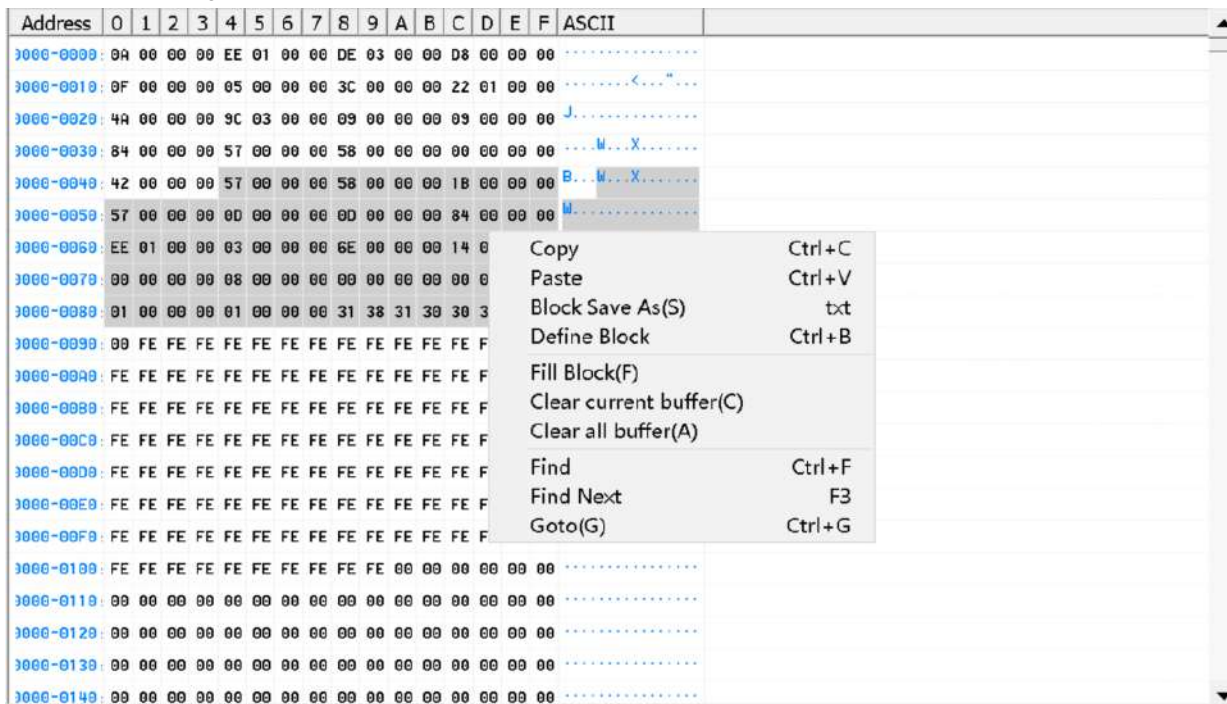 Address 0 1 2 3 4 5 6 7 8 9 A B C D E F ASCII
0000-0000: 0A 00 00 00 EE 01 00 00 DE 03 00 00 D8 00 00 00 ................
0000-0010: 0F 00 00 00 05 00 00 00 3C 00 00 00 22 01 00 00 ........<..."...
0000-0020: 4A 00 00 00 9C 03 00 00 09 00 00 00 09 00 00 00 J...............
0000-0030: 84 00 00 00 57 00 00 00 58 00 00 00 00 00 00 00 ....W...X.......
0000-0040: 42 00 00 00 57 00 00 00 58 00 00 00 1B 00 00 00 B...W...X.......
0000-0050: 57 00 00 00 0D 00 00 00 0D 00 00 00 84 00 00 00 W...............
0000-0060: EE 01 00 00 03 00 00 00 6E 00 00 00 14 0
0000-0070: 00 00 00 00 08 00 00 00 00 00 00 00 00 0
0000-0080: 01 00 00 00 01 00 00 00 31 38 31 30 30 3
0000-0090: 00 FE FE FE FE FE FE FE FE FE FE FE FE F
0000-00A0: FE FE FE FE FE FE FE FE FE FE FE FE FE F
0000-00B0: FE FE FE FE FE FE FE FE FE FE FE FE FE F
0000-00C0: FE FE FE FE FE FE FE FE FE FE FE FE FE F
0000-00D0: FE FE FE FE FE FE FE FE FE FE FE FE FE F
0000-00E0: FE FE FE FE FE FE FE FE FE FE FE FE FE F
0000-00F0: FE FE FE FE FE FE FE FE FE FE FE FE FE F
0000-0100: FE FE FE FE FE FE FE FE FE FE 00 00 00 00 00 00 ................
0000-0110: 00 00 00 00 00 00 00 00 00 00 00 00 00 00 00 00 ................
0000-0120: 00 00 00 00 00 00 00 00 00 00 00 00 00 00 00 00 ................
0000-0130: 00 00 00 00 00 00 00 00 00 00 00 00 00 00 00 00 ................
0000-0140: 00 00 00 00 00 00 00 00 00 00 00 00 00 00 00 00 ................
Copy Ctrl+C
Paste Ctrl+V
Block Save As(S) txt
Define Block Ctrl+B
Fill Block(F)
Clear current buffer(C)
Clear all buffer(A)
Find Ctrl+F
Find Next F3
Goto(G) Ctrl+G